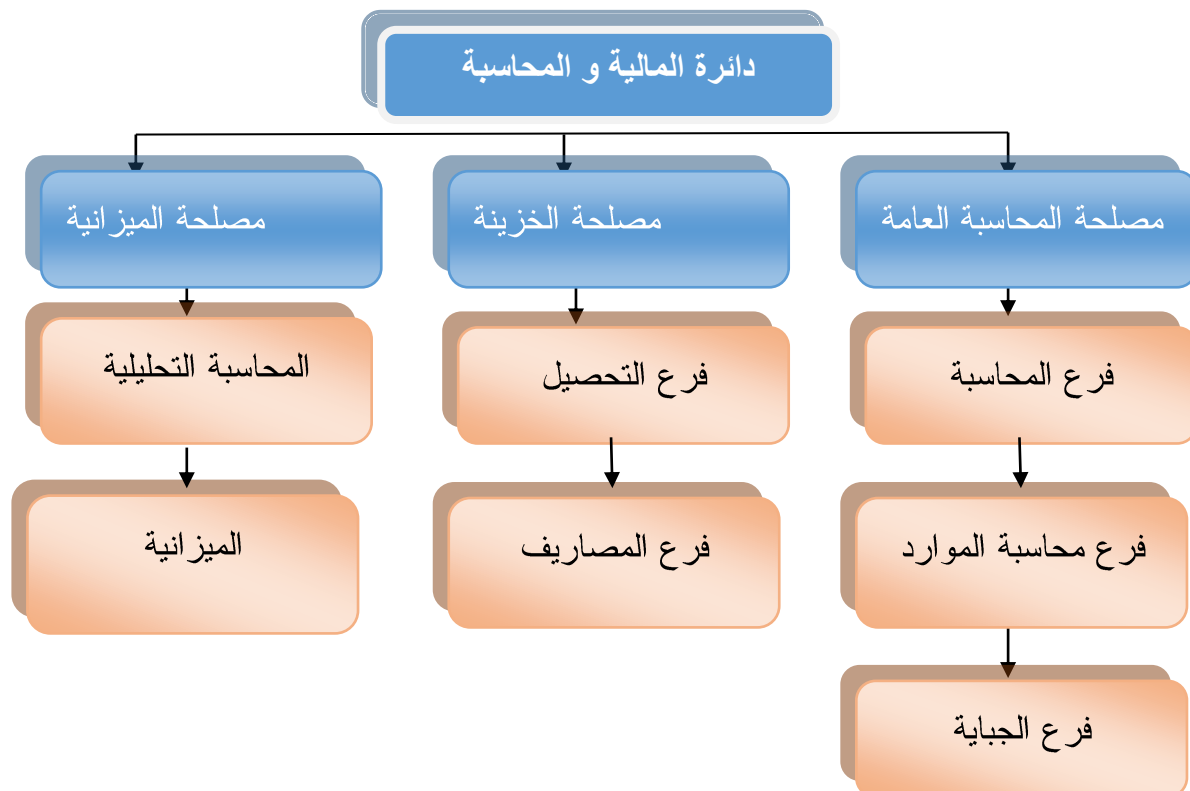 دائرة المالية و المحاسبة
مصلحة المحاسبة العامة
مصلحة الخزينة
مصلحة الميزانية
فرع المحاسبة
فرع التحصيل
المحاسبة التحليلية
فرع محاسبة الموارد
فرع المصاريف
الميزانية
فرع الجباية